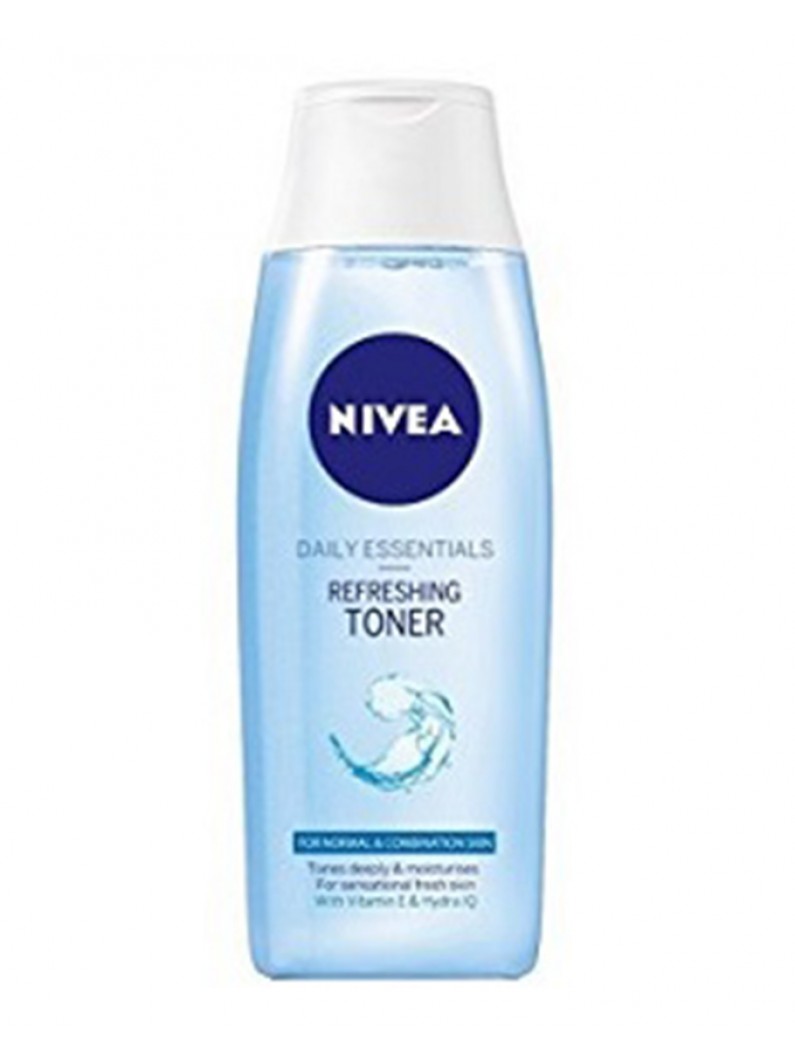 NIVEA
DAILY ESSENTIALS
REFRESHING
TONER
FOR NORMAL & COMBINATION SKIN
Tones deeply & moisturises
For sensational fresh skin
With Vitamin E & Hydra IQ